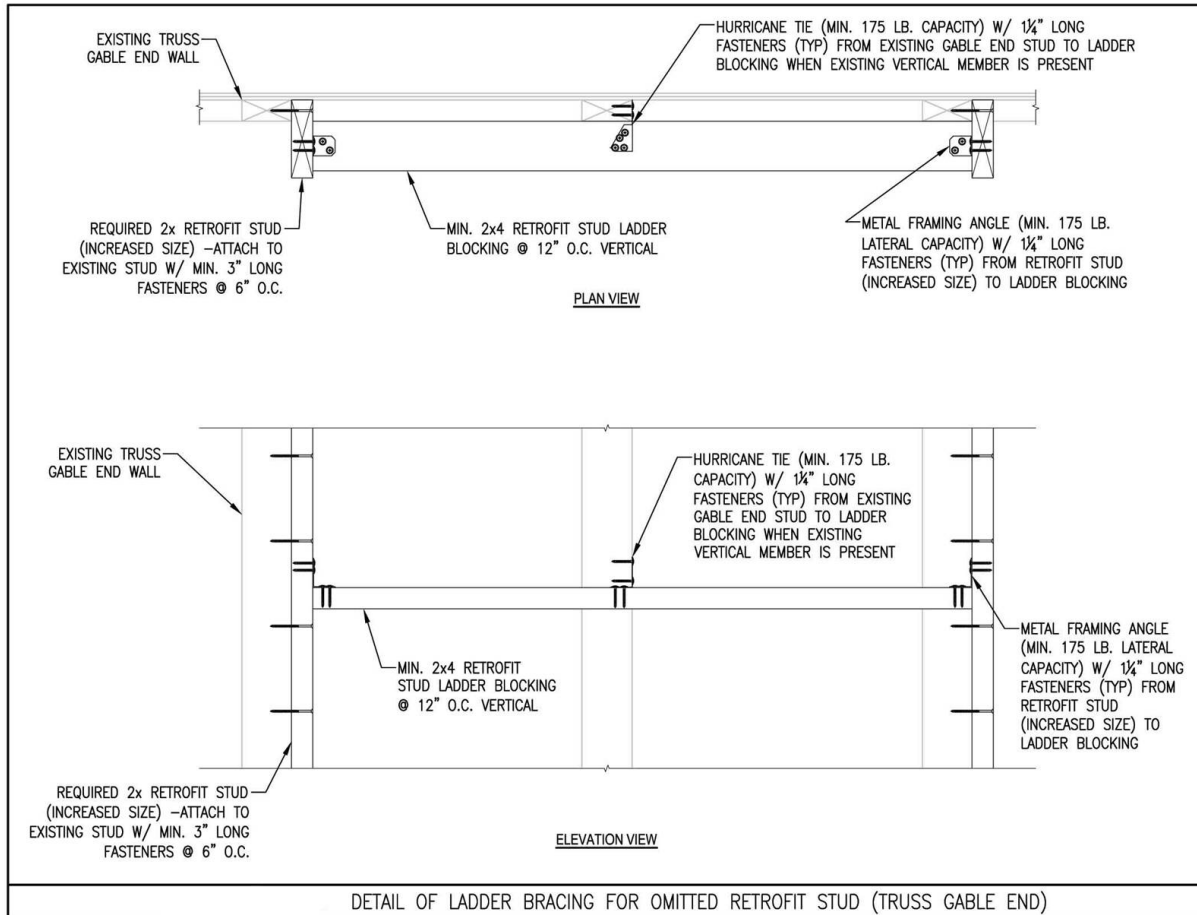 EXISTING TRUSS
GABLE END WALL
HURRICANE TIE (MIN. 175 LB. CAPACITY) W/ 1¼" LONG
FASTENERS (TYP) FROM EXISTING GABLE END STUD TO LADDER
BLOCKING WHEN EXISTING VERTICAL MEMBER IS PRESENT
REQUIRED 2x RETROFIT STUD
(INCREASED SIZE) -ATTACH TO
EXISTING STUD W/ MIN. 3" LONG
FASTENERS @ 6" O.C.
MIN. 2x4 RETROFIT STUD LADDER
BLOCKING @ 12" O.C. VERTICAL
METAL FRAMING ANGLE (MIN. 175 LB.
LATERAL CAPACITY) W/ 1¼" LONG
FASTENERS (TYP) FROM RETROFIT STUD
(INCREASED SIZE) TO LADDER BLOCKING
PLAN VIEW
EXISTING TRUSS
GABLE END WALL
HURRICANE TIE (MIN. 175 LB.
CAPACITY) W/ 1¼" LONG
FASTENERS (TYP) FROM EXISTING
GABLE END STUD TO LADDER
BLOCKING WHEN EXISTING
VERTICAL MEMBER IS PRESENT
MIN. 2x4 RETROFIT
STUD LADDER BLOCKING
@ 12" O.C. VERTICAL
METAL FRAMING ANGLE
(MIN. 175 LB. LATERAL
CAPACITY) W/ 1¼" LONG
FASTENERS (TYP) FROM
RETROFIT STUD
(INCREASED SIZE) TO
LADDER BLOCKING
REQUIRED 2x RETROFIT STUD
(INCREASED SIZE) -ATTACH TO
EXISTING STUD W/ MIN. 3" LONG
FASTENERS @ 6" O.C.
ELEVATION VIEW
DETAIL OF LADDER BRACING FOR OMITTED RETROFIT STUD (TRUSS GABLE END)